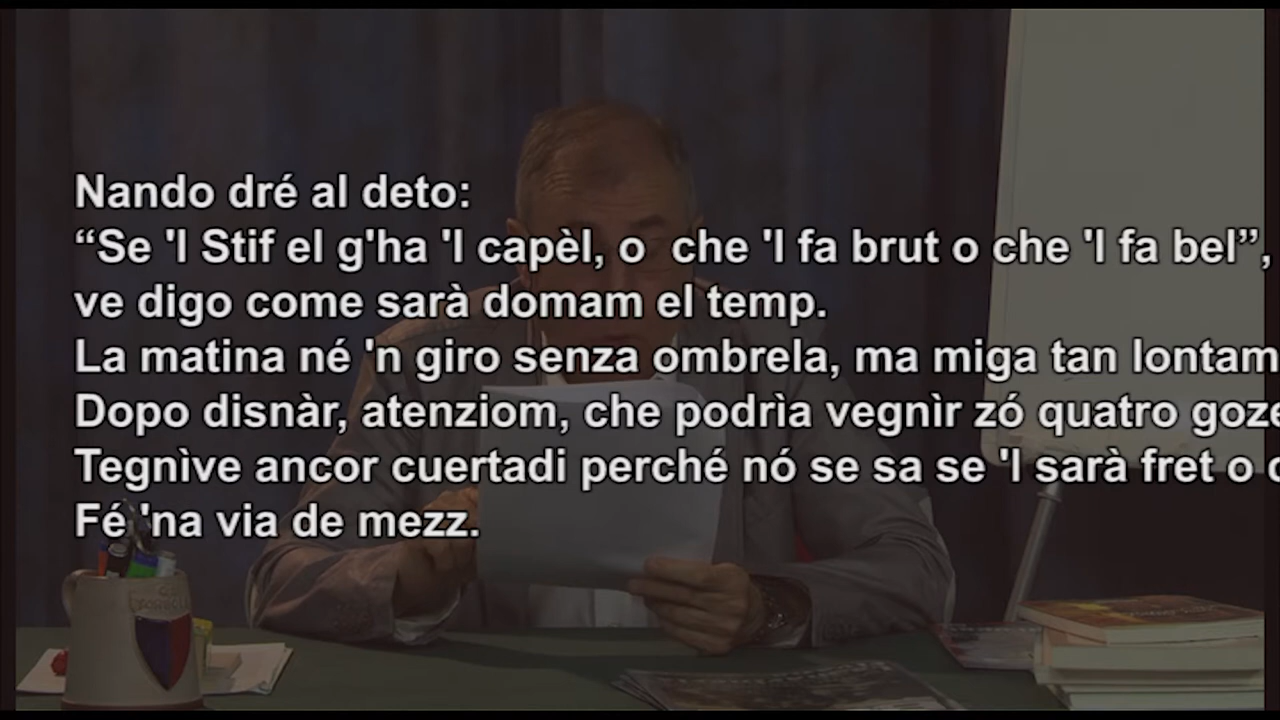 Nando dré al deto:
“Se 'l Stif el g'ha 'l capèl, o  che 'l fa brut o che 'l fa bel”,
ve digo come sarà domam el temp.
La matina né 'n giro senza ombrela, ma miga tan lontam
Dopo disnàr, atenziom, che podrìa vegnìr zó quatro goze
Tegnìve ancor cuertadi perché nó se sa se 'l sarà fret o
Fé 'na via de mezz.